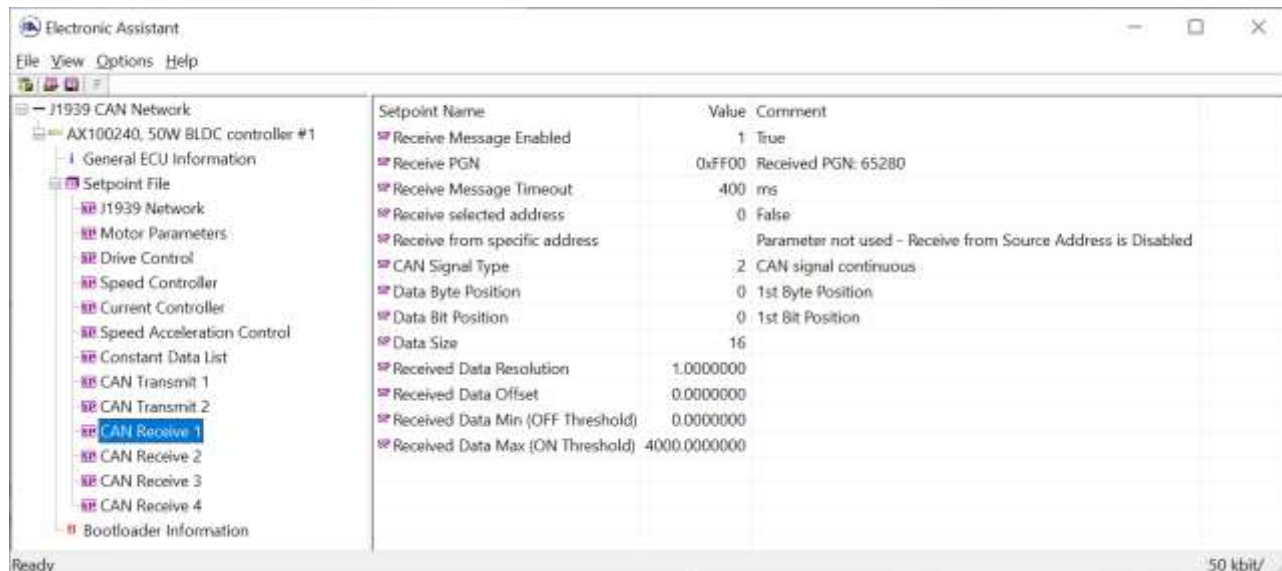 Electronic Assistant
File View Options Help
J1939 CAN Network
AX100240, 50W BLDC controller #1
General ECU Information
Setpoint File
J1939 Network
Motor Parameters
Drive Control
Speed Controller
Current Controller
Speed Acceleration Control
Constant Data List
CAN Transmit 1
CAN Transmit 2
CAN Receive 1
CAN Receive 2
CAN Receive 3
CAN Receive 4
Bootloader Information
Setpoint Name Value Comment
Receive Message Enabled 1 True
Receive PGN 0xFF00 Received PGN: 65280
Receive Message Timeout 400 ms
Receive selected address 0 False
Receive from specific address Parameter not used - Receive from Source Address is Disabled
CAN Signal Type 2 CAN signal continuous
Data Byte Position 0 1st Byte Position
Data Bit Position 0 1st Bit Position
Data Size 16
Received Data Resolution 1.0000000
Received Data Offset 0.0000000
Received Data Min (OFF Threshold) 0.0000000
Received Data Max (ON Threshold) 4000.0000000
Ready 50 kbit/